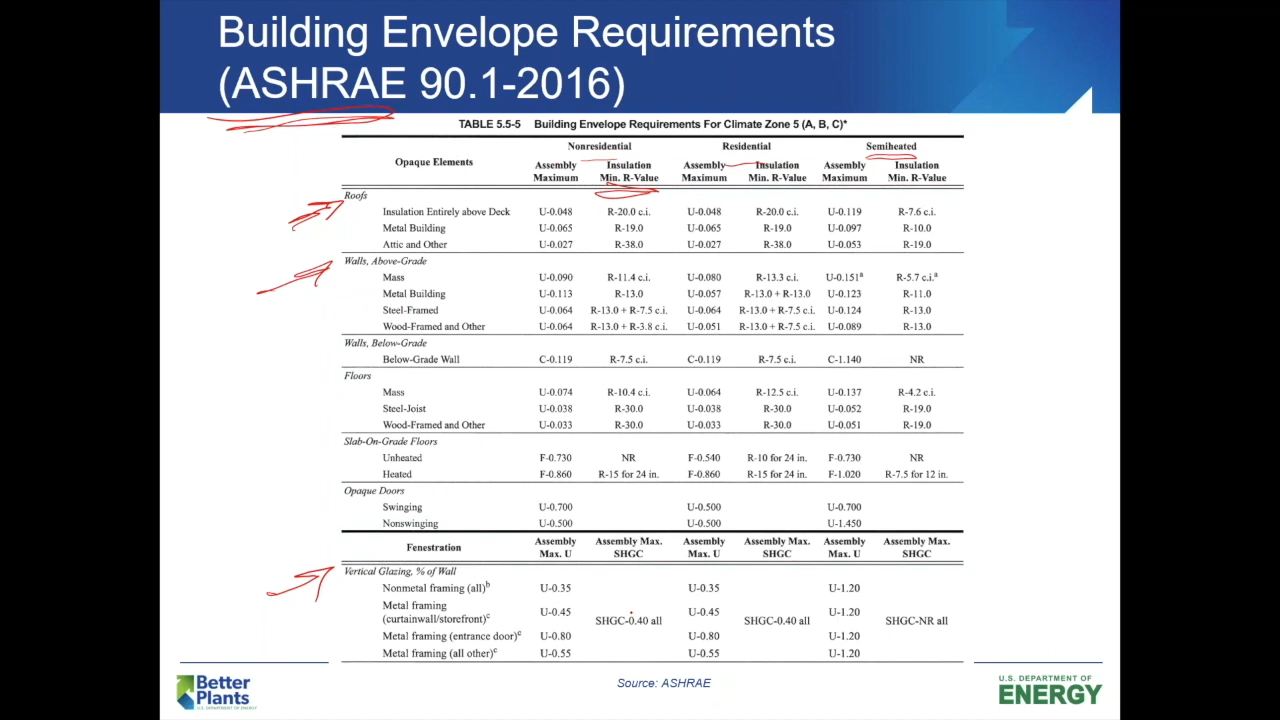 Building Envelope Requirements
(ASHRAE 90.1-2016)
TABLE 5.5-5 Building Envelope Requirements For Climate Zone 5 (A, B, C)*
Nonresidential Residential Semiheated
Opaque Elements Assembly Maximum Insulation Min. R-Value Assembly Maximum Insulation Min. R-Value Assembly Maximum Insulation Min. R-Value
Roofs
Insulation Entirely above Deck U-0.048 R-20.0 c.i. U-0.048 R-20.0 c.i. U-0.119 R-7.6 c.i.
Metal Building U-0.065 R-19.0 U-0.065 R-19.0 U-0.097 R-10.0
Attic and Other U-0.027 R-38.0 U-0.027 R-38.0 U-0.053 R-19.0
Walls, Above-Grade
Mass U-0.090 R-11.4 c.i. U-0.080 R-13.3 c.i. U-0.151a R-5.7 c.i.a
Metal Building U-0.113 R-13.0 U-0.057 R-13.0 + R-13.0 U-0.123 R-11.0
Steel-Framed U-0.064 R-13.0 + R-7.5 c.i. U-0.064 R-13.0 + R-7.5 c.i. U-0.124 R-13.0
Wood-Framed and Other U-0.064 R-13.0 + R-3.8 c.i. U-0.051 R-13.0 + R-7.5 c.i. U-0.089 R-13.0
Walls, Below-Grade
Below-Grade Wall C-0.119 R-7.5 c.i. C-0.119 R-7.5 c.i. C-1.140 NR
Floors
Mass U-0.074 R-10.4 c.i. U-0.064 R-12.5 c.i. U-0.137 R-4.2 c.i.
Steel-Joist U-0.038 R-30.0 U-0.038 R-30.0 U-0.052 R-19.0
Wood-Framed and Other U-0.033 R-30.0 U-0.033 R-30.0 U-0.051 R-19.0
Slab-On-Grade Floors
Unheated F-0.730 NR F-0.540 R-10 for 24 in. F-0.730 NR
Heated F-0.860 R-15 for 24 in. F-0.860 R-15 for 24 in. F-1.020 R-7.5 for 12 in.
Opaque Doors
Swinging U-0.700 U-0.500 U-0.700
Nonswinging U-0.500 U-0.500 U-1.450
Fenestration Assembly Max. U Assembly Max. SHGC Assembly Max. U Assembly Max. SHGC Assembly Max. U Assembly Max. SHGC
Vertical Glazing, % of Wall
Nonmetal framing (all)b U-0.35 U-0.35 U-1.20
Metal framing
(curtainwall/storefront)c U-0.45 U-0.45 U-1.20
SHGC-0.40 all SHGC-0.40 all SHGC-NR all
Metal framing (entrance door)c U-0.80 U-0.80 U-1.20
Metal framing (all other)c U-0.55 U-0.55 U-1.20
Better
Plants
U.S. DEPARTMENT OF ENERGY
Source: ASHRAE
U.S. DEPARTMENT OF
ENERGY